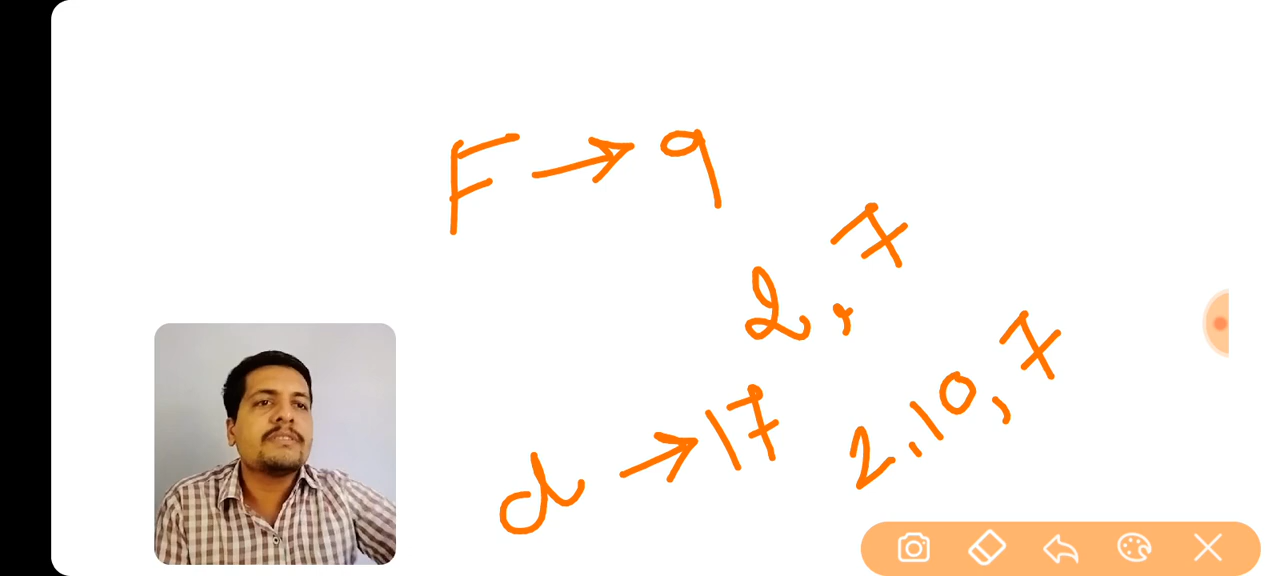 F → 9
2, 7
d → 17
2, 10, 7